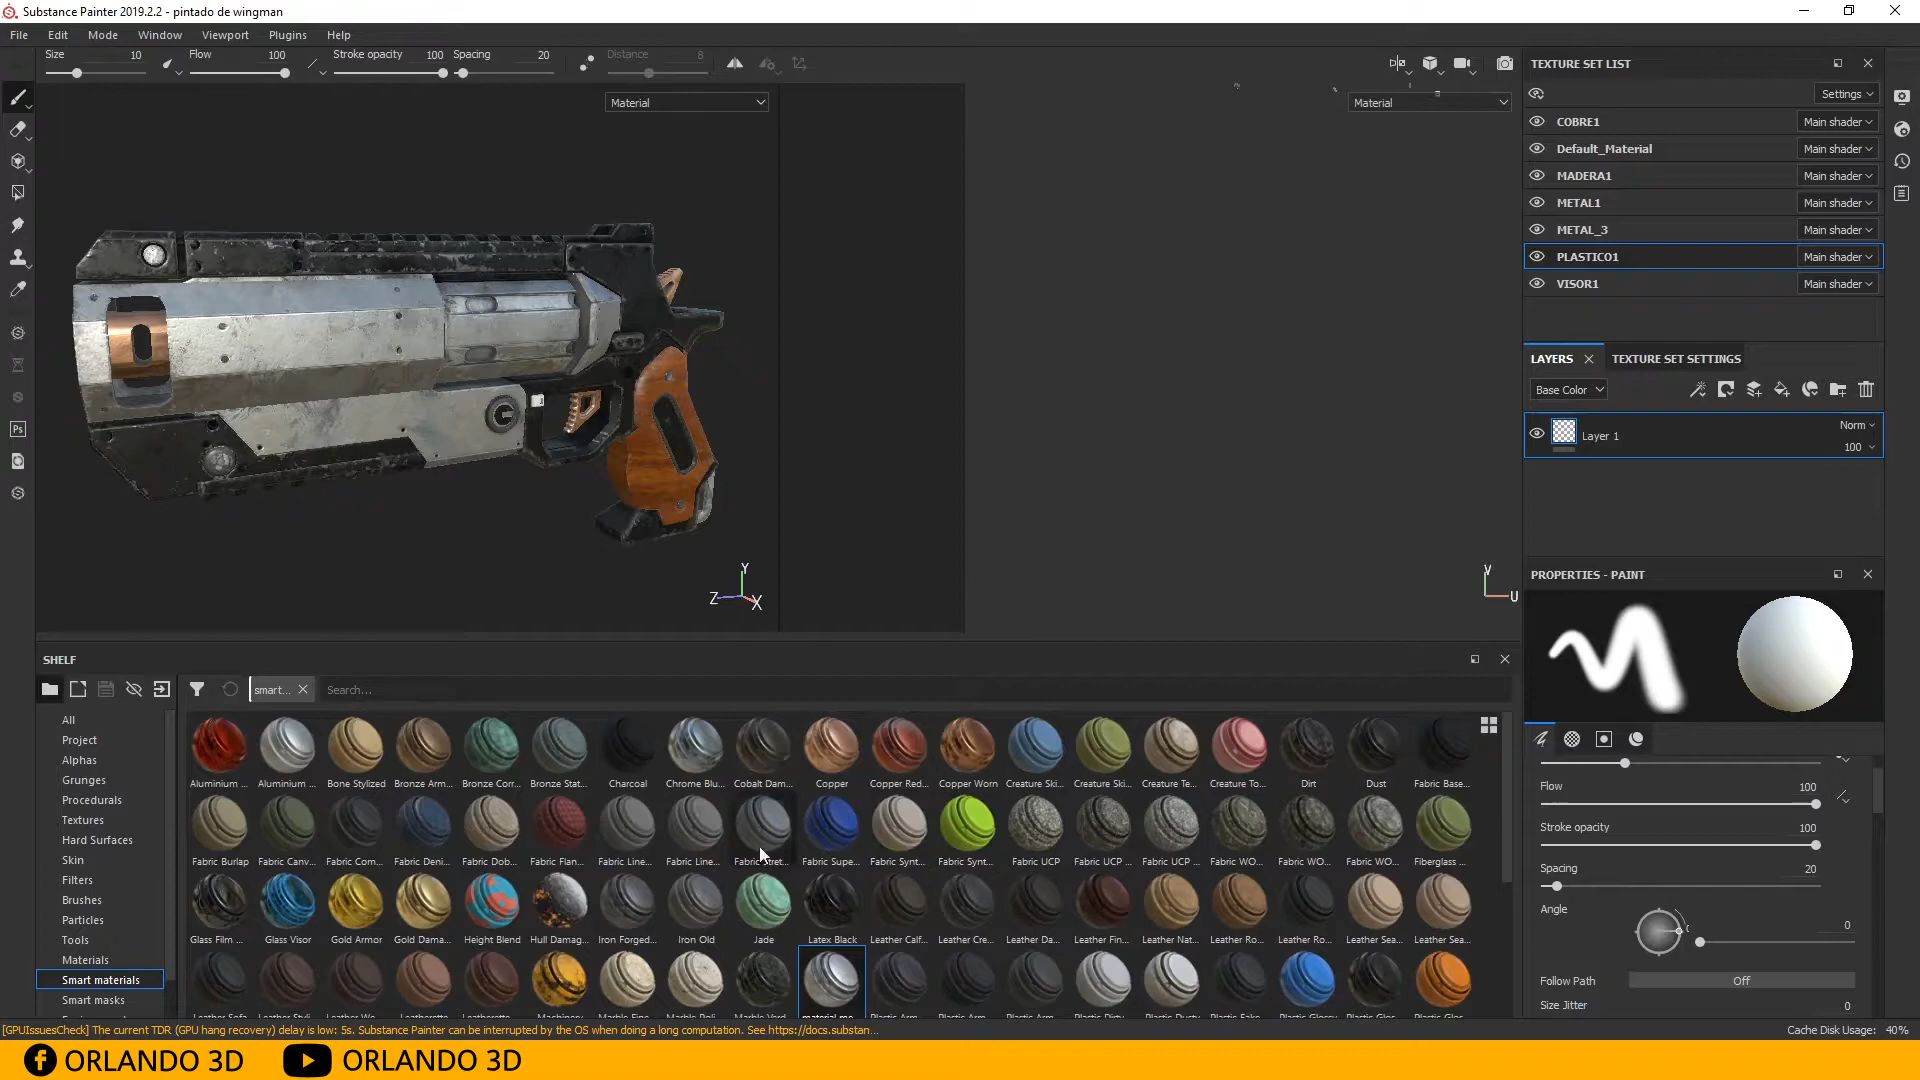 Substance Painter 2019.2.2 - pintado de wingman
File Edit Mode Window Viewport Plugins Help
Size 10 Flow 100 Stroke opacity 100 Spacing 20 Distance 8
Material
Material
TEXTURE SET LIST
Settings
COBRE1 Main shader
Default_Material Main shader
MADERA1 Main shader
METAL1 Main shader
METAL_3 Main shader
PLASTICO1 Main shader
VISOR1 Main shader
LAYERS TEXTURE SET SETTINGS
Base Color
Layer 1 Norm
100
PROPERTIES - PAINT
Flow 100
Stroke opacity 100
Spacing 20
Angle 0
Follow Path Off
Size Jitter 0
Y
Z X
V
U
SHELF
smart... Search...
All
Project
Alphas
Grunges
Procedurals
Textures
Hard Surfaces
Skin
Filters
Brushes
Particles
Tools
Materials
Smart materials
Smart masks
Aluminium ... Aluminium ... Bone Stylized Bronze Arm... Bronze Corr... Bronze Stat... Charcoal Chrome Blu... Cobalt Dam... Copper Copper Red... Copper Worn Creature Ski... Creature Ski... Creature Te... Creature To... Dirt Dust Fabric Base...
Fabric Burlap Fabric Canv... Fabric Com... Fabric Deni... Fabric Dob... Fabric Flan... Fabric Line... Fabric Line... Fabric Stret... Fabric Supe... Fabric Synt... Fabric Synt... Fabric UCP Fabric UCP ... Fabric UCP ... Fabric WO... Fabric WO... Fabric WO... Fiberglass ...
Glass Film ... Glass Visor Gold Armor Gold Dama... Height Blend Hull Damag... Iron Forged... Iron Old Jade Latex Black Leather Calf... Leather Cre... Leather Da... Leather Fin... Leather Nat... Leather Ro... Leather Ro... Leather Sea... Leather Sea...
[GPUIssuesCheck] The current TDR (GPU hang recovery) delay is low: 5s. Substance Painter can be interrupted by the OS when doing a long computation. See https://docs.substan...
Cache Disk Usage: 40%
ORLANDO 3D ORLANDO 3D